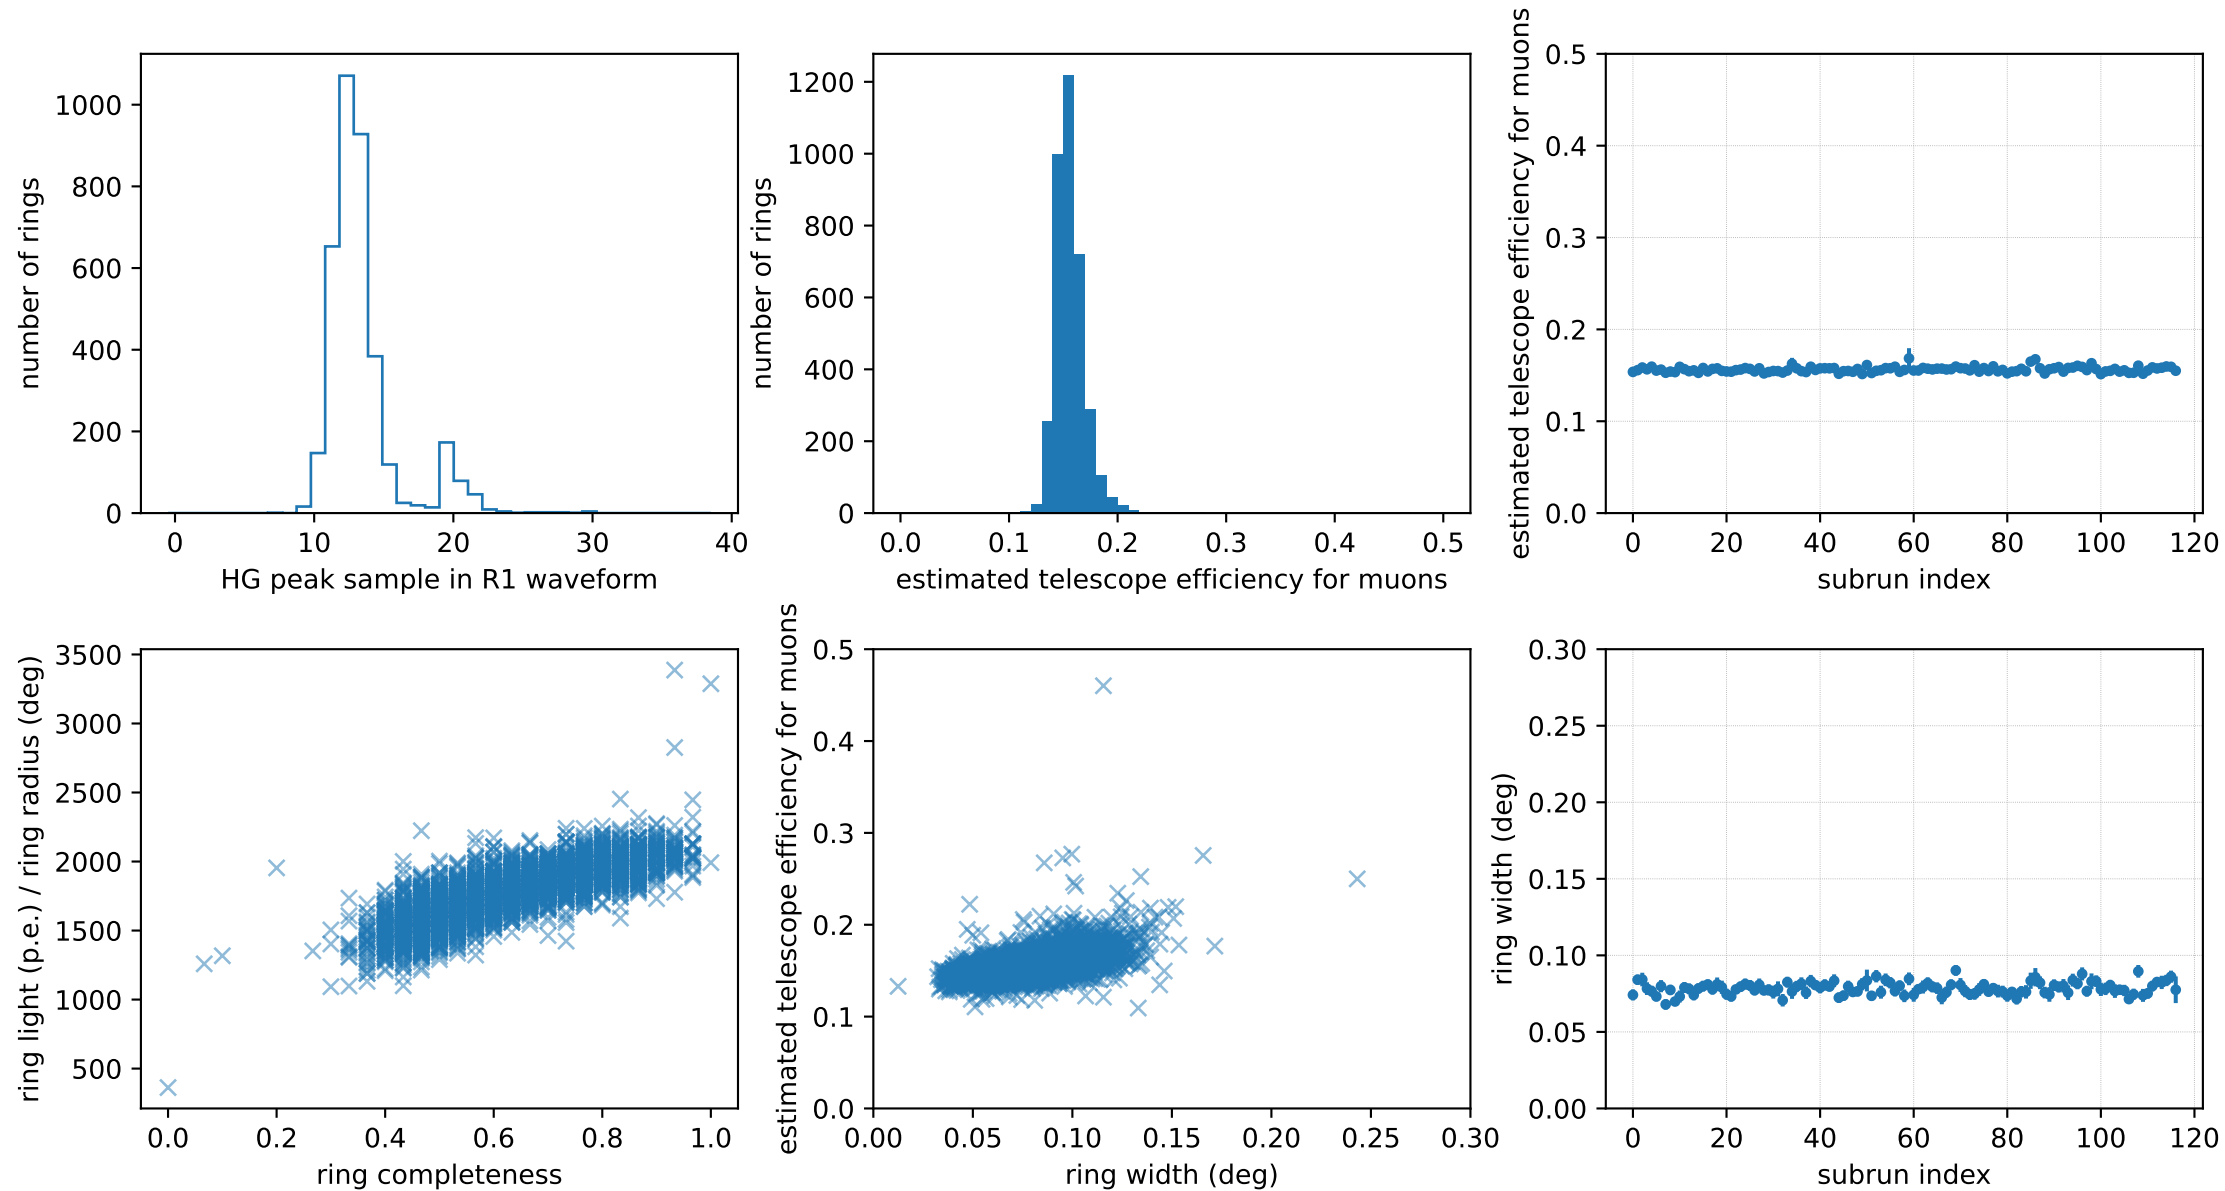 number of rings
1000
800
600
400
200
0
0 10 20 30 40
HG peak sample in R1 waveform
number of rings
1200
1000
800
600
400
200
0
0.0 0.1 0.2 0.3 0.4 0.5
estimated telescope efficiency for muons
estimated telescope efficiency for muons
0.5
0.4
0.3
0.2
0.1
0.0
0 20 40 60 80 100 120
subrun index
ring light (p.e.) / ring radius (deg)
3500
3000
2500
2000
1500
1000
500
0.0 0.2 0.4 0.6 0.8 1.0
ring completeness
estimated telescope efficiency for muons
0.5
0.4
0.3
0.2
0.1
0.0
0.00 0.05 0.10 0.15 0.20 0.25 0.30
ring width (deg)
ring width (deg)
0.30
0.25
0.20
0.15
0.10
0.05
0.00
0 20 40 60 80 100 120
subrun index